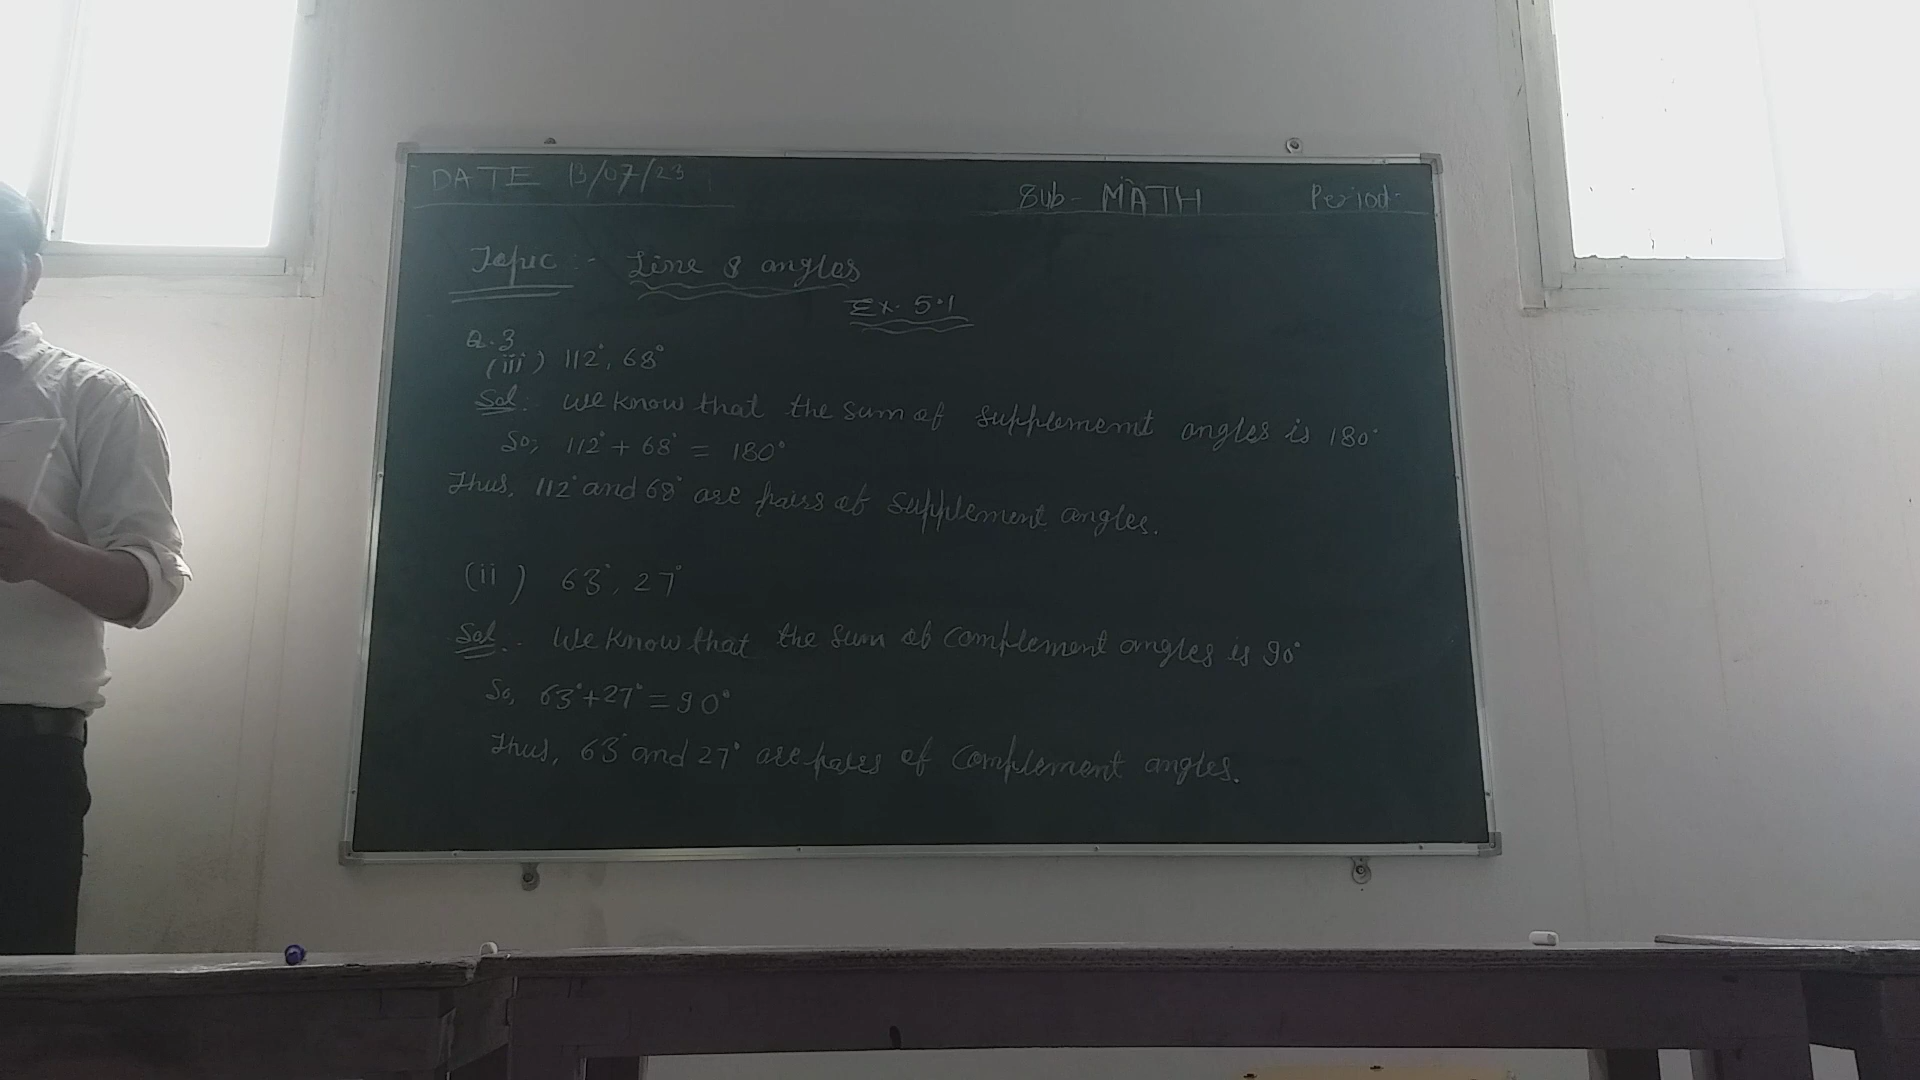 DATE 13/07/23
Sub- MATH Period-
Topic :- Line & angles
Ex. 5.1
Q.3
(iii) 112°, 68°
Sol. We know that the sum of supplement angles is 180°
So, 112° + 68° = 180°
Thus, 112° and 68° are pairs of supplement angles.
(ii) 63°, 27°
Sol.. We know that the sum of complement angles is 90°
So, 63°+27° = 90°
Thus, 63° and 27° are pairs of complement angles.